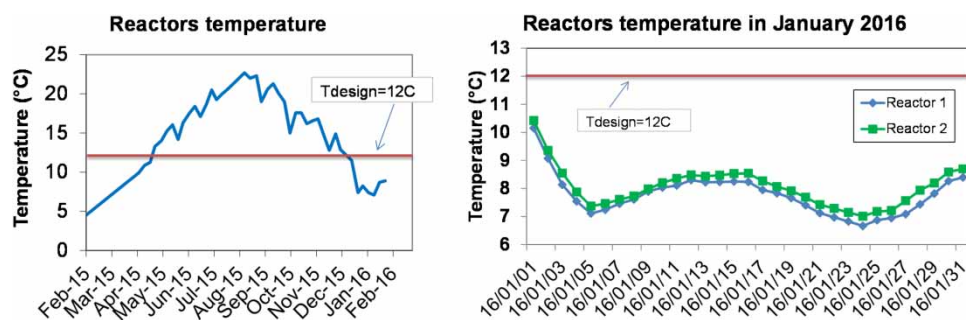 Reactors temperature
Temperature (°C)
25
20
15
10
5
0
Tdesign=12C
Feb-15
Mar-15
Apr-15
May-15
Jun-15
Jul-15
Aug-15
Sep-15
Oct-15
Nov-15
Dec-15
Jan-16
Feb-16
Reactors temperature in January 2016
Temperature (°C)
13
12
11
10
9
8
7
6
Tdesign=12C
Reactor 1
Reactor 2
16/01/01
16/01/03
16/01/05
16/01/07
16/01/09
16/01/11
16/01/13
16/01/15
16/01/17
16/01/19
16/01/21
16/01/23
16/01/25
16/01/27
16/01/29
16/01/31